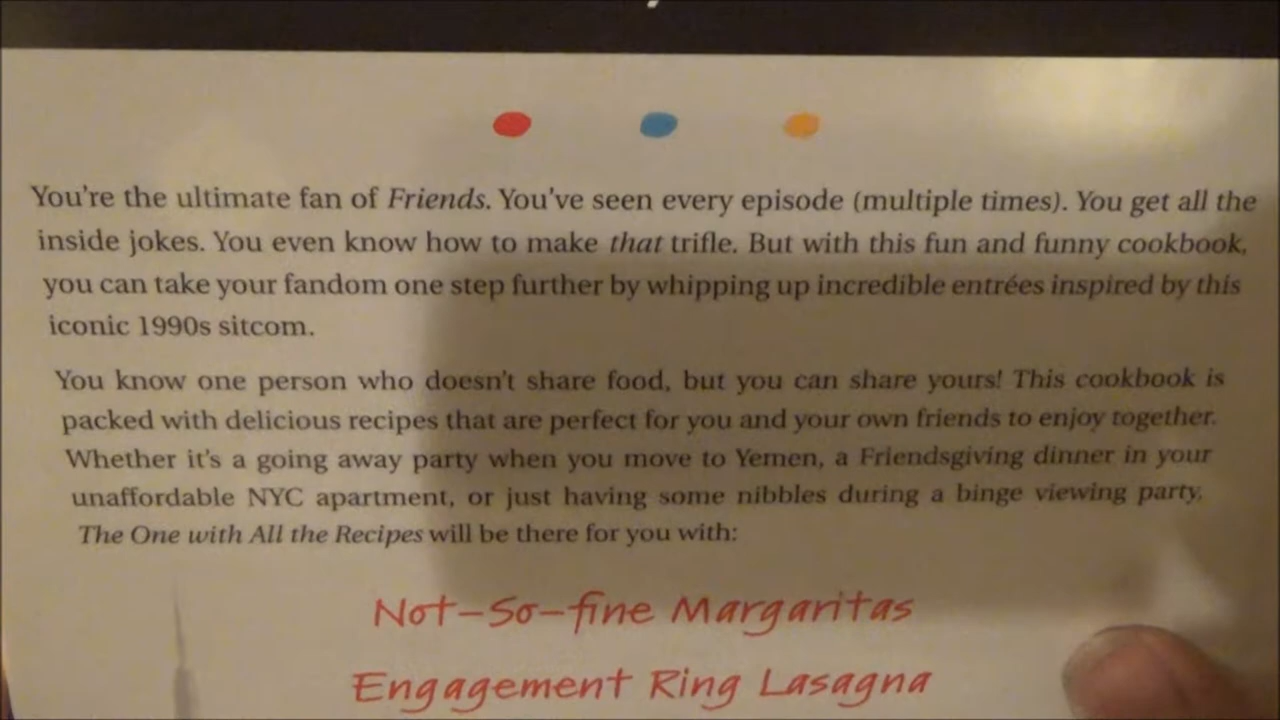 You're the ultimate fan of Friends. You've seen every episode (multiple times). You get all the
inside jokes. You even know how to make that trifle. But with this fun and funny cookbook,
you can take your fandom one step further by whipping up incredible entrées inspired by this
iconic 1990s sitcom.
You know one person who doesn't share food, but you can share yours! This cookbook is
packed with delicious recipes that are perfect for you and your own friends to enjoy together.
Whether it's a going away party when you move to Yemen, a Friendsgiving dinner in your
unaffordable NYC apartment, or just having some nibbles during a binge viewing party,
The One with All the Recipes will be there for you with:
Not-So-fine Margaritas
Engagement Ring Lasagna